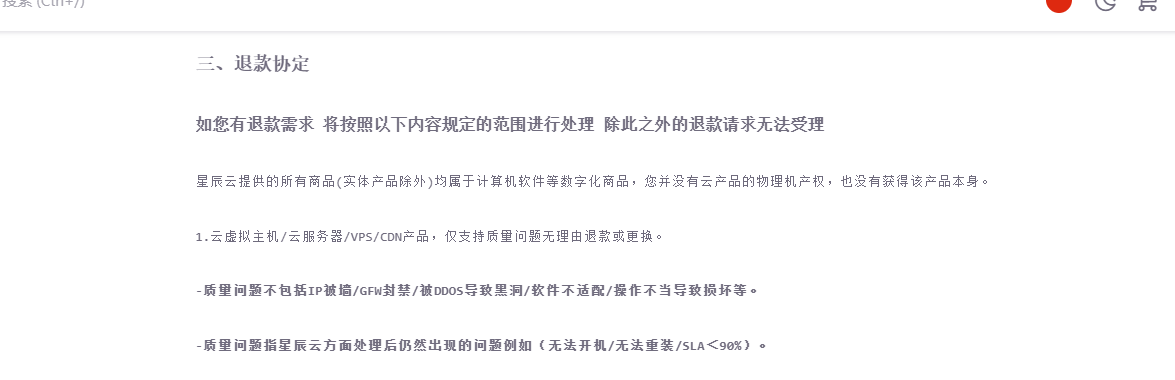 搜索 (Ctrl+/)
三、退款协定
如您有退款需求 将按照以下内容规定的范围进行处理 除此之外的退款请求无法受理
星辰云提供的所有商品(实体产品除外)均属于计算机软件等数字化商品，您并没有云产品的物理机产权，也没有获得该产品本身。
1.云虚拟主机/云服务器/VPS/CDN产品，仅支持质量问题无理由退款或更换。
-质量问题不包括IP被墙/GFW封禁/被DDOS导致黑洞/软件不适配/操作不当导致损坏等。
-质量问题指星辰云方面处理后仍然出现的问题例如（无法开机/无法重装/SLA＜90%）。